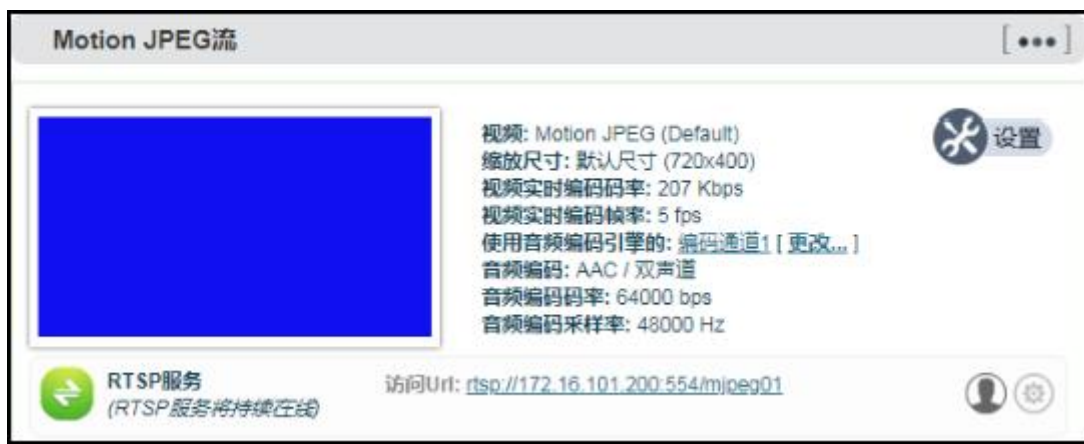 Motion JPEG流
[ ••• ]
视频: Motion JPEG (Default)
缩放尺寸: 默认尺寸 (720x400)
视频实时编码码率: 207 Kbps
视频实时编码帧率: 5 fps
使用音频编码引擎的: 编码通道1 [ 更改... ]
音频编码: AAC / 双声道
音频编码码率: 64000 bps
音频编码采样率: 48000 Hz
设置
RTSP服务
(RTSP服务将持续在线)
访问Url: rtsp://172.16.101.200:554/mjpeg01